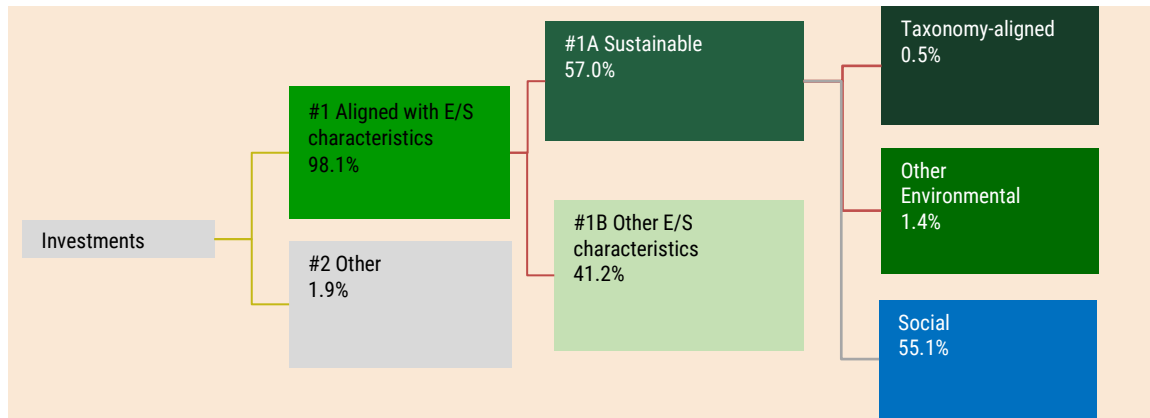 Investments
#1 Aligned with E/S
characteristics
98.1%
#2 Other
1.9%
#1A Sustainable
57.0%
#1B Other E/S
characteristics
41.2%
Taxonomy-aligned
0.5%
Other
Environmental
1.4%
Social
55.1%